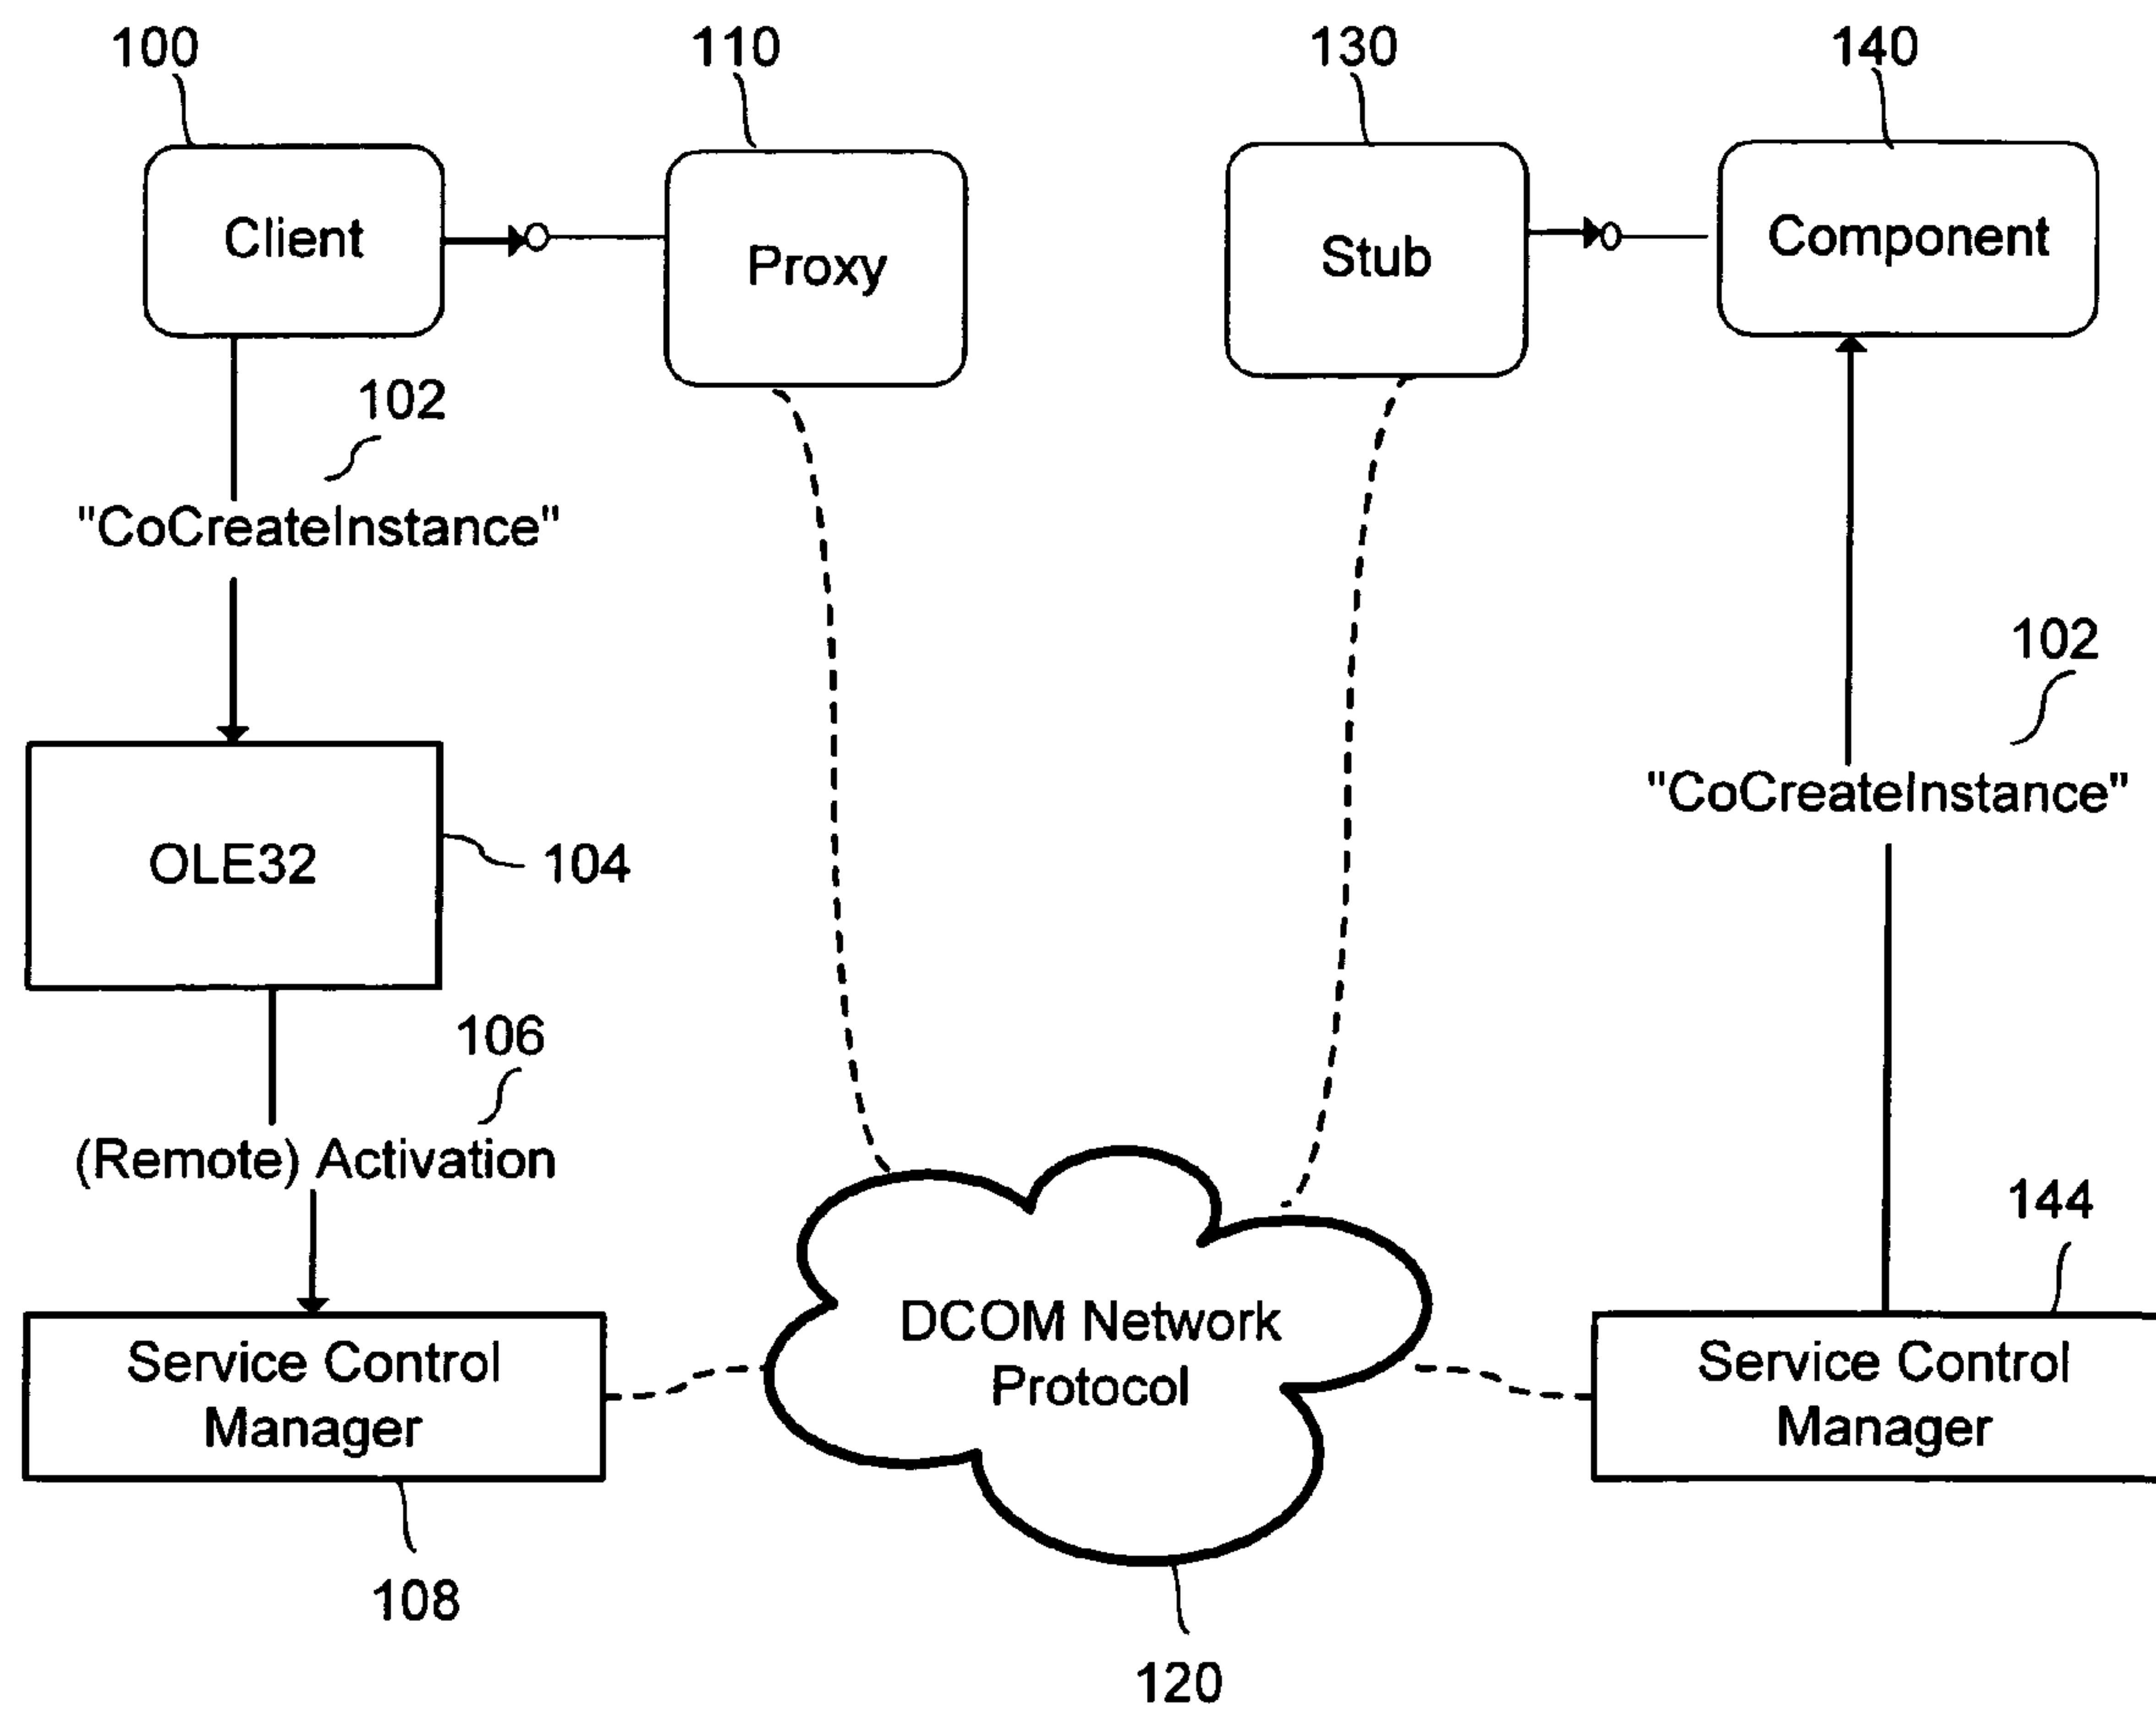 100
110
130
140
Client
Proxy
Stub
Component
102
"CoCreateInstance"
102
"CoCreateInstance"
OLE32
104
106
(Remote) Activation
144
Service Control
Manager
DCOM Network
Protocol
Service Control
Manager
108
120